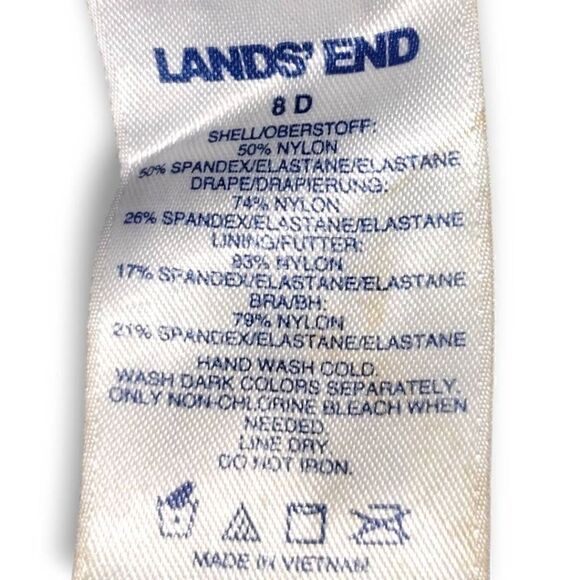 LANDS' END
8 D
SHELL/OBERSTOFF:
50% NYLON
50% SPANDEX/ELASTANE/ELASTANE
DRAPE/DRAPIERUNG:
74% NYLON
26% SPANDEX/ELASTANE/ELASTANE
LINING/FUTTER:
83% NYLON
17% SPANDEX/ELASTANE/ELASTANE
BRA/BH:
79% NYLON
21% SPANDEX/ELASTANE/ELASTANE
HAND WASH COLD.
WASH DARK COLORS SEPARATELY.
ONLY NON-CHLORINE BLEACH WHEN
NEEDED.
LINE DRY.
DO NOT IRON.
MADE IN VIETNAM